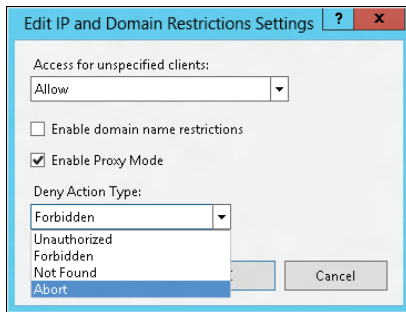 Edit IP and Domain Restrictions Settings ? x
Access for unspecified clients:
Allow
Enable domain name restrictions
Enable Proxy Mode
Deny Action Type:
Forbidden
Unauthorized
Forbidden
Not Found
Abort
Cancel